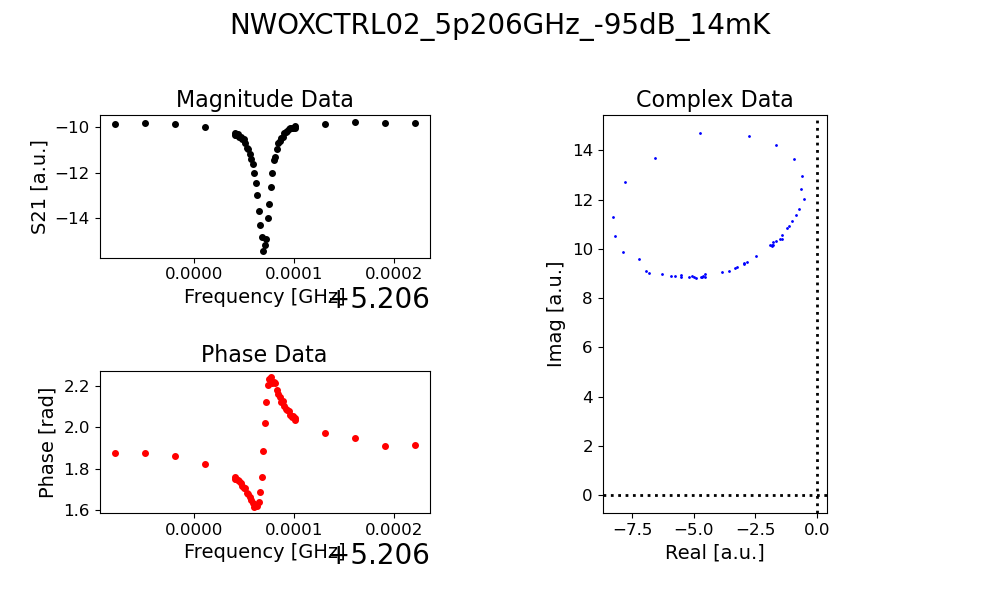 NWOXCTRL02_5p206GHz_-95dB_14mK
Magnitude Data
S21 [a.u.]
−10
−12
−14
0.0000 0.0001 0.0002
Frequency [GHz]
+5.206
Phase Data
Phase [rad]
2.2
2.0
1.8
1.6
0.0000 0.0001 0.0002
Frequency [GHz]
+5.206
Complex Data
Imag [a.u.]
14
12
10
8
6
4
2
0
−7.5 −5.0 −2.5 0.0
Real [a.u.]